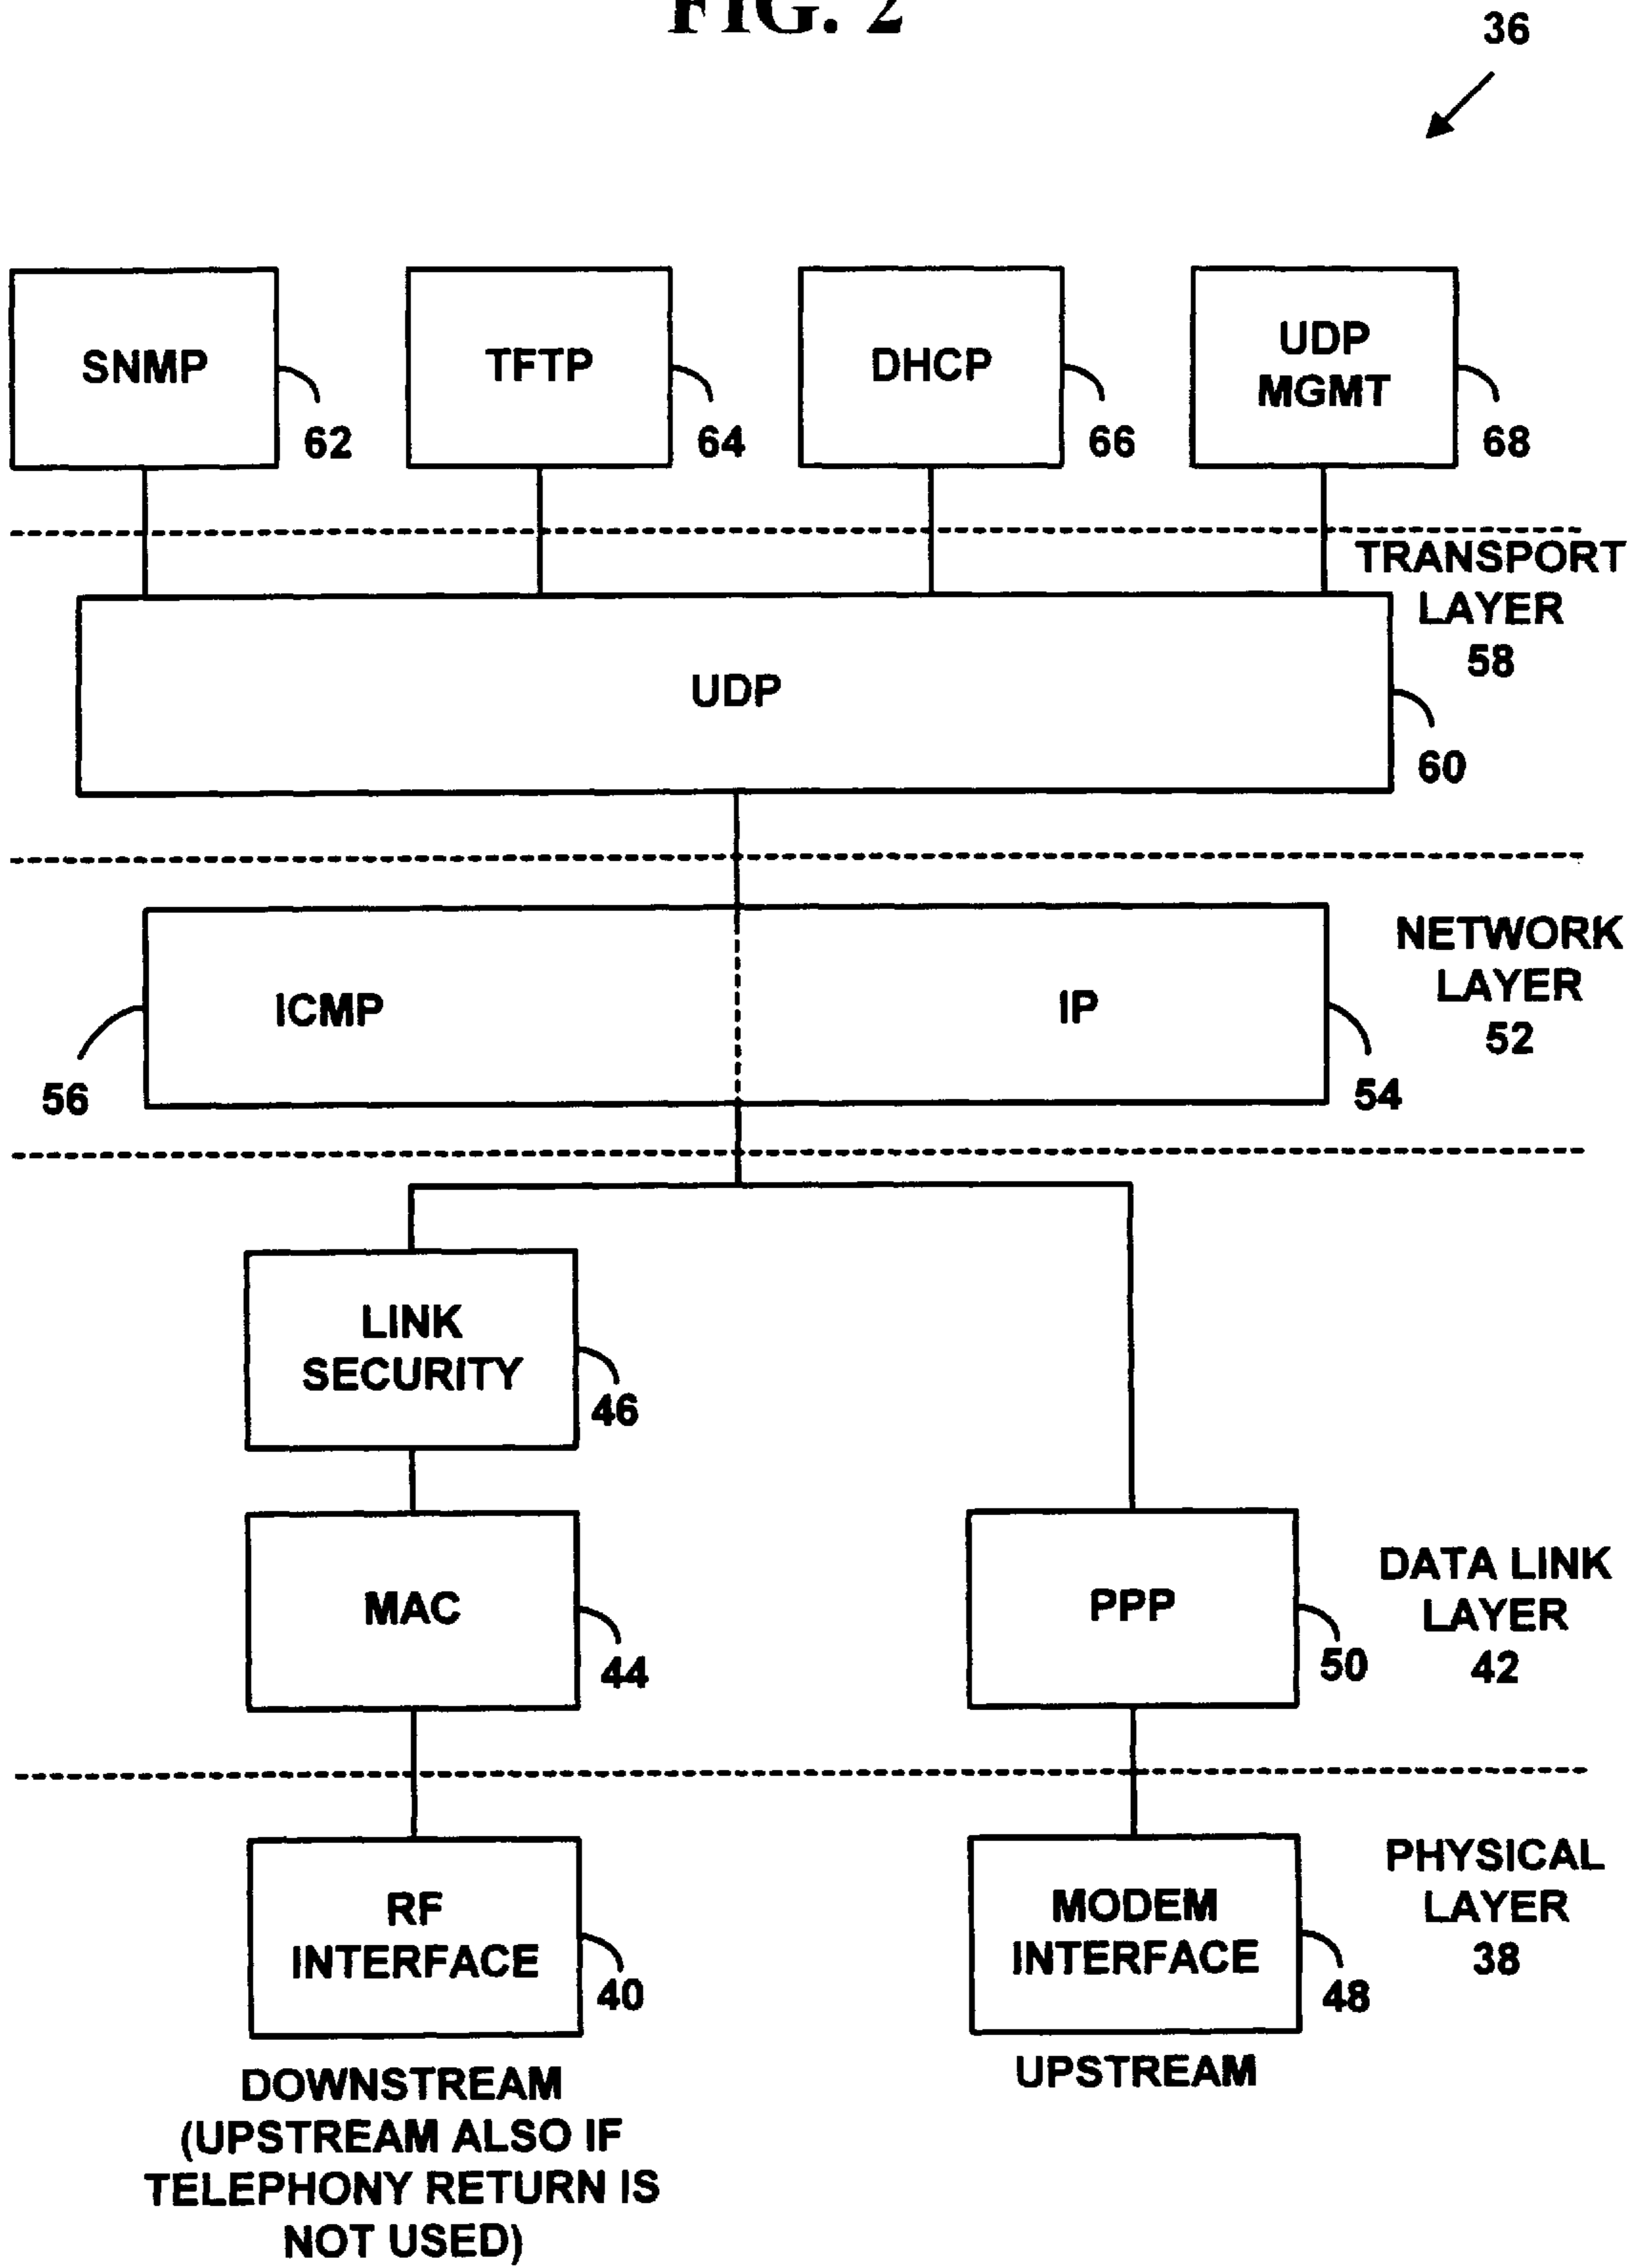 FIG. 2
36
SNMP
62
TFTP
64
DHCP
66
UDP
MGMT
68
TRANSPORT
LAYER
58
UDP
60
NETWORK
LAYER
52
ICMP
56
IP
54
LINK
SECURITY
46
MAC
44
PPP
50
DATA LINK
LAYER
42
PHYSICAL
LAYER
38
RF
INTERFACE
40
MODEM
INTERFACE
48
DOWNSTREAM
(UPSTREAM ALSO IF
TELEPHONY RETURN IS
NOT USED)
UPSTREAM